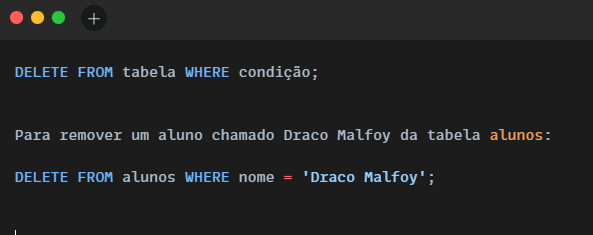 DELETE FROM tabela WHERE condição;
Para remover um aluno chamado Draco Malfoy da tabela alunos:
DELETE FROM alunos WHERE nome = 'Draco Malfoy';